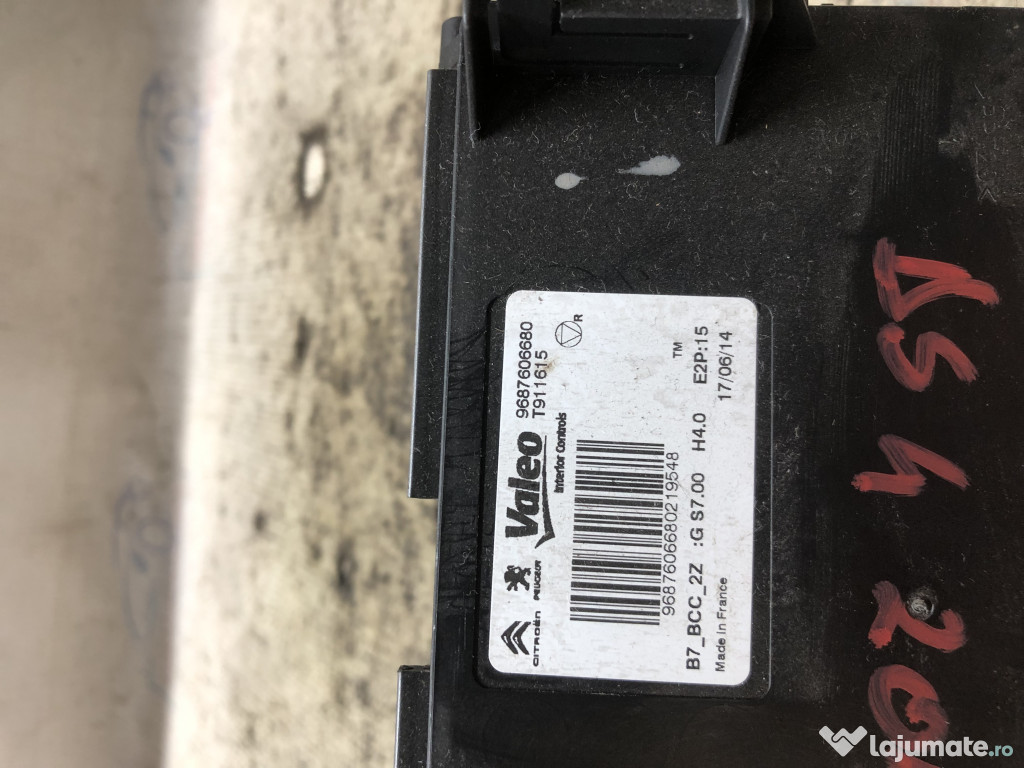 CITROËN PEUGEOT Valeo 9687606680
Interior Controls T911615
R
9687606680219548
TM
B7_BCC_2Z :G S7.00 H4.0 E2P:15
Made in France 17/06/14
lajumate.ro